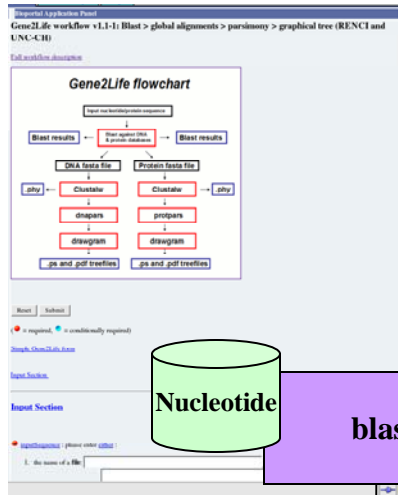 Bioportal Application Panel
Gene2Life workflow v1.1-1: Blast > global alignments > parsimony > graphical tree (RENCI and
UNC-CH)
Full workflow description
Gene2Life flowchart
Input nucleotide/protein sequence
Blast results
Blast against DNA
& protein databases
Blast results
DNA fasta file
Protein fasta file
.phy
Clustalw
Clustalw
.phy
dnapars
protpars
drawgram
drawgram
.ps and .pdf treefiles
.ps and .pdf treefiles
Reset
Submit
( = required, = conditionally required)
Simple Gene2Life form
Input Section
Input Section
Nucleotide
blas
inputSequence : please enter either :
1. the name of a file